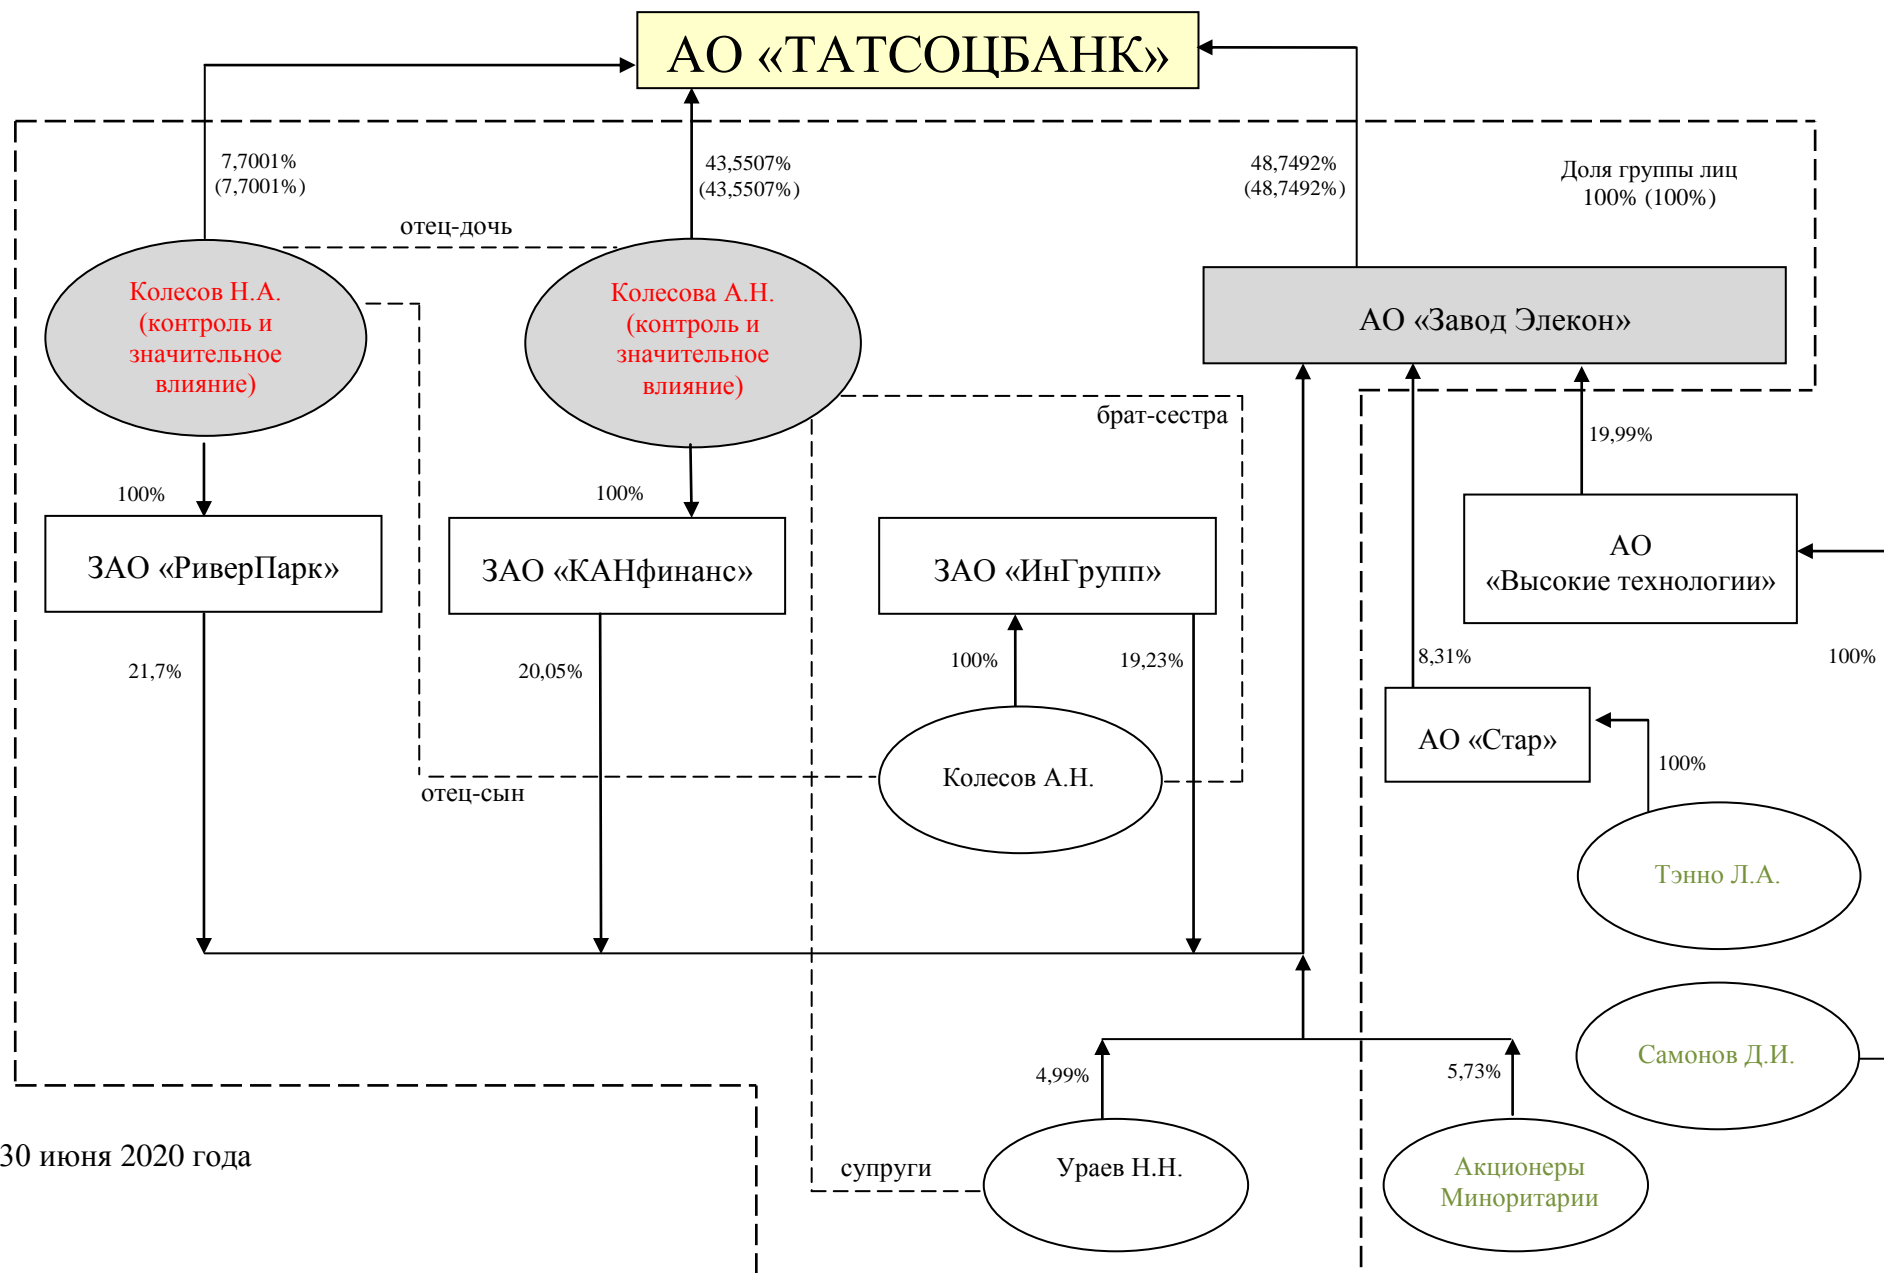 АО «ТАТСОЦБАНК»
7,7001%
(7,7001%)
43,5507%
(43,5507%)
48,7492%
(48,7492%)
Доля группы лиц
100% (100%)
отец-дочь
Колесов Н.А.
(контроль и
значительное
влияние)
Колесова А.Н.
(контроль и
значительное
влияние)
АО «Завод Элекон»
брат-сестра
19,99%
100%
100%
ЗАО «РиверПарк»
ЗАО «КАНфинанс»
ЗАО «ИнГрупп»
АО
«Высокие технологии»
21,7%
20,05%
100%
19,23%
8,31%
100%
АО «Стар»
100%
Колесов А.Н.
отец-сын
Тэнно Л.А.
Самонов Д.И.
4,99%
5,73%
30 июня 2020 года
супруги
Ураев Н.Н.
Акционеры
Миноритарии